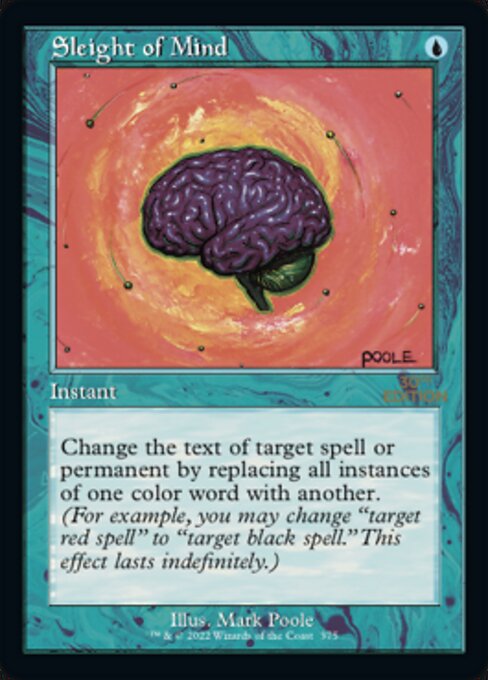 Sleight of Mind
POOLE
30TH EDITION
Instant
Change the text of target spell or
permanent by replacing all instances
of one color word with another.
(For example, you may change “target
red spell” to “target black spell.” This
effect lasts indefinitely.)
Illus. Mark Poole
™ & © 2022 Wizards of the Coast 375